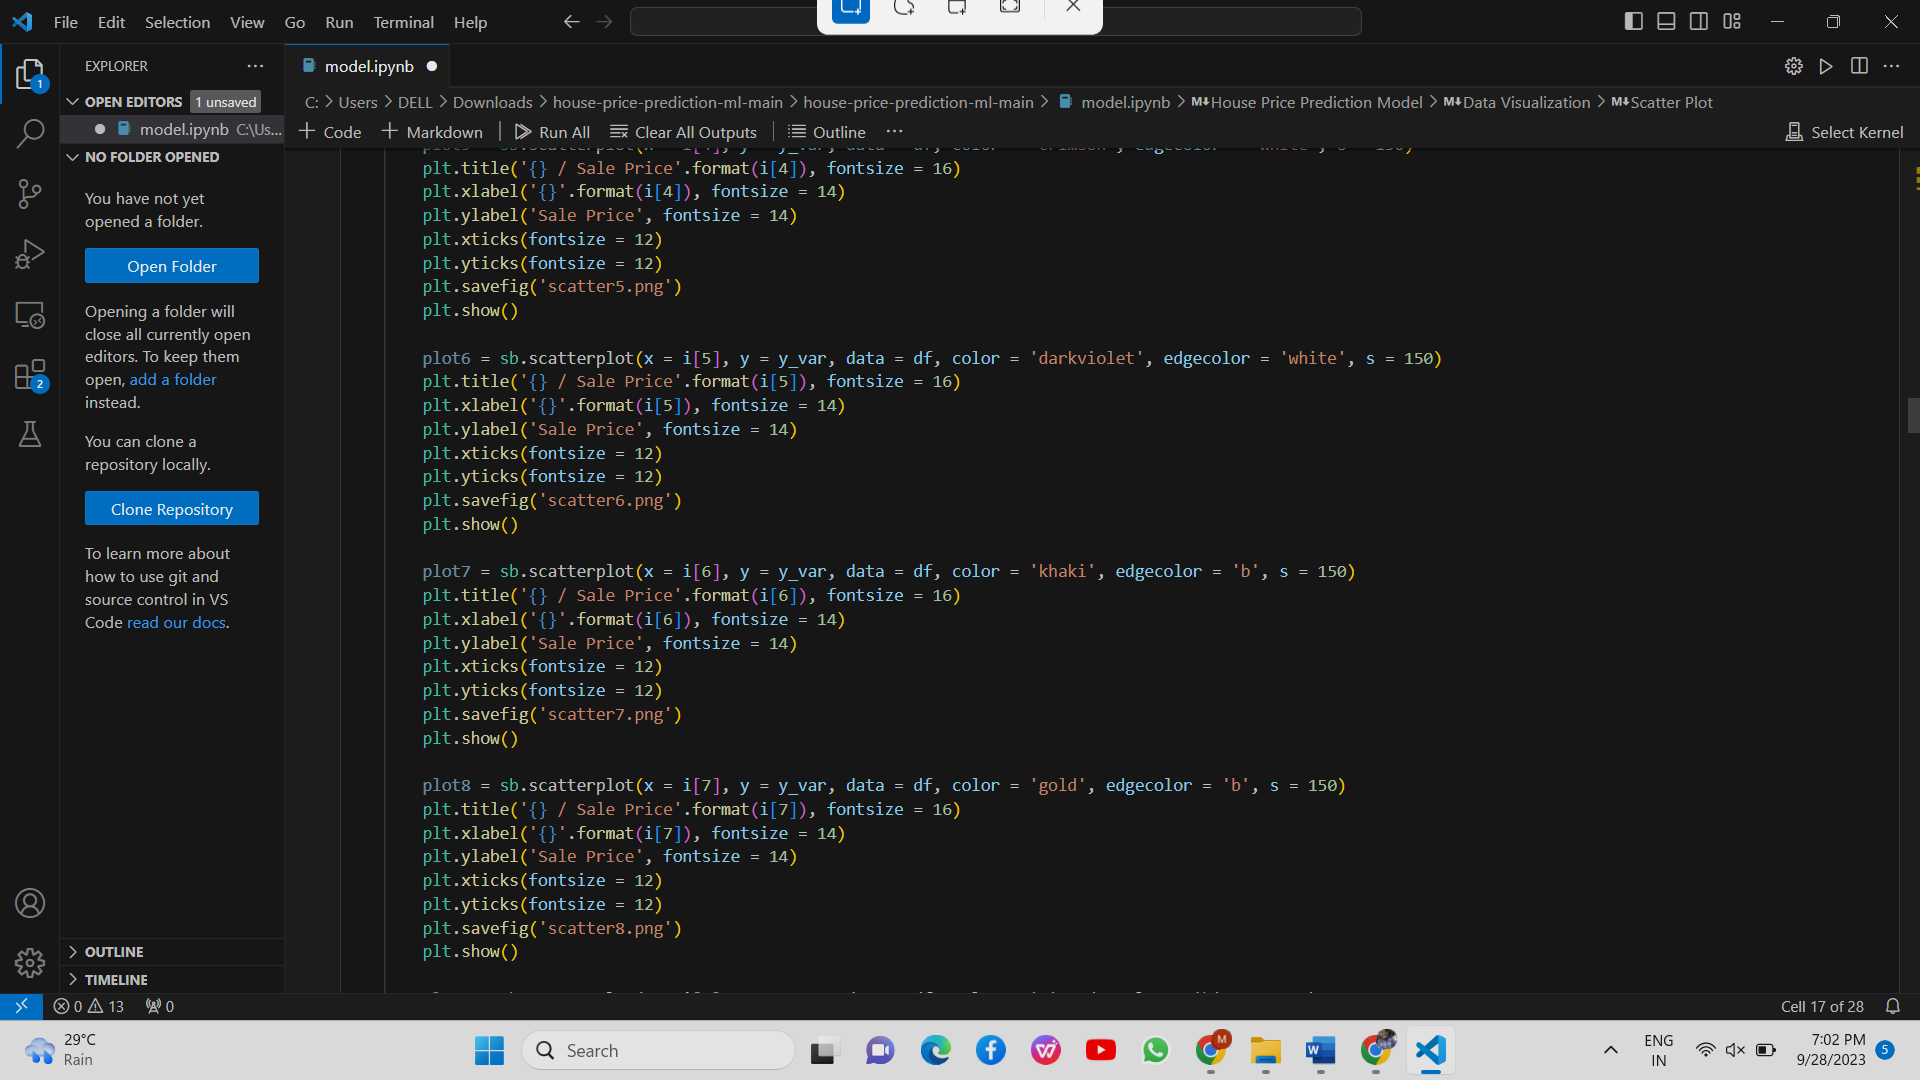 File Edit Selection View Go Run Terminal Help
EXPLORER
model.ipynb
OPEN EDITORS 1 unsaved
model.ipynb C:\Us...
NO FOLDER OPENED
You have not yet
opened a folder.
Open Folder
Opening a folder will
close all currently open
editors. To keep them
open, add a folder
instead.
You can clone a
repository locally.
Clone Repository
To learn more about
how to use git and
source control in VS
Code read our docs.
OUTLINE
TIMELINE
1
2
C: > Users > DELL > Downloads > house-price-prediction-ml-main > house-price-prediction-ml-main > model.ipynb > M↓House Price Prediction Model > M↓Data Visualization > M↓Scatter Plot
+ Code + Markdown | Run All Clear All Outputs | Outline ... Select Kernel
plt.title('{} / Sale Price'.format(i[4]), fontsize = 16)
plt.xlabel('{}'.format(i[4]), fontsize = 14)
plt.ylabel('Sale Price', fontsize = 14)
plt.xticks(fontsize = 12)
plt.yticks(fontsize = 12)
plt.savefig('scatter5.png')
plt.show()
plot6 = sb.scatterplot(x = i[5], y = y_var, data = df, color = 'darkviolet', edgecolor = 'white', s = 150)
plt.title('{} / Sale Price'.format(i[5]), fontsize = 16)
plt.xlabel('{}'.format(i[5]), fontsize = 14)
plt.ylabel('Sale Price', fontsize = 14)
plt.xticks(fontsize = 12)
plt.yticks(fontsize = 12)
plt.savefig('scatter6.png')
plt.show()
plot7 = sb.scatterplot(x = i[6], y = y_var, data = df, color = 'khaki', edgecolor = 'b', s = 150)
plt.title('{} / Sale Price'.format(i[6]), fontsize = 16)
plt.xlabel('{}'.format(i[6]), fontsize = 14)
plt.ylabel('Sale Price', fontsize = 14)
plt.xticks(fontsize = 12)
plt.yticks(fontsize = 12)
plt.savefig('scatter7.png')
plt.show()
plot8 = sb.scatterplot(x = i[7], y = y_var, data = df, color = 'gold', edgecolor = 'b', s = 150)
plt.title('{} / Sale Price'.format(i[7]), fontsize = 16)
plt.xlabel('{}'.format(i[7]), fontsize = 14)
plt.ylabel('Sale Price', fontsize = 14)
plt.xticks(fontsize = 12)
plt.yticks(fontsize = 12)
plt.savefig('scatter8.png')
plt.show()
0 13 0
Cell 17 of 28
29°C
Rain
Search
M
W
ENG
IN
7:02 PM
9/28/2023
5